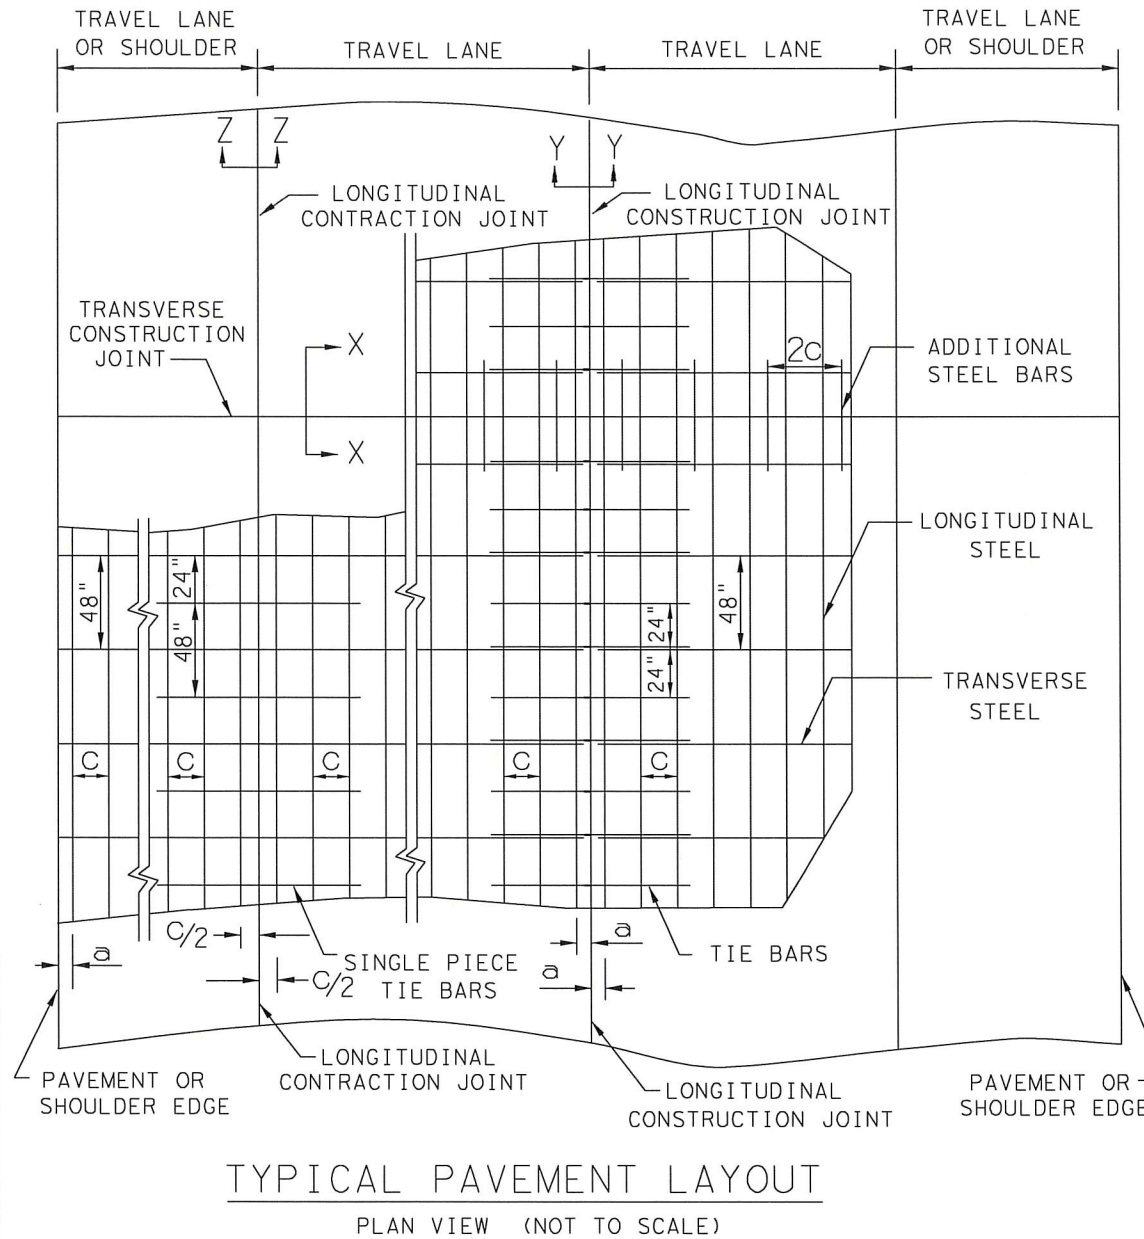 TRAVEL LANE
OR SHOULDER
TRAVEL LANE
TRAVEL LANE
TRAVEL LANE
OR SHOULDER
Z Z
Y Y
LONGITUDINAL
CONTRACTION JOINT
LONGITUDINAL
CONSTRUCTION JOINT
TRANSVERSE
CONSTRUCTION
JOINT
X
X
2c
ADDITIONAL
STEEL BARS
LONGITUDINAL
STEEL
48"
24"
48"
24"
24"
48"
TRANSVERSE
STEEL
C
C
C
C
C
C/2
a
SINGLE PIECE
TIE BARS
C/2
a
a
TIE BARS
PAVEMENT OR
SHOULDER EDGE
LONGITUDINAL
CONTRACTION JOINT
LONGITUDINAL
CONSTRUCTION JOINT
PAVEMENT OR
SHOULDER EDGE
TYPICAL PAVEMENT LAYOUT
PLAN VIEW (NOT TO SCALE)